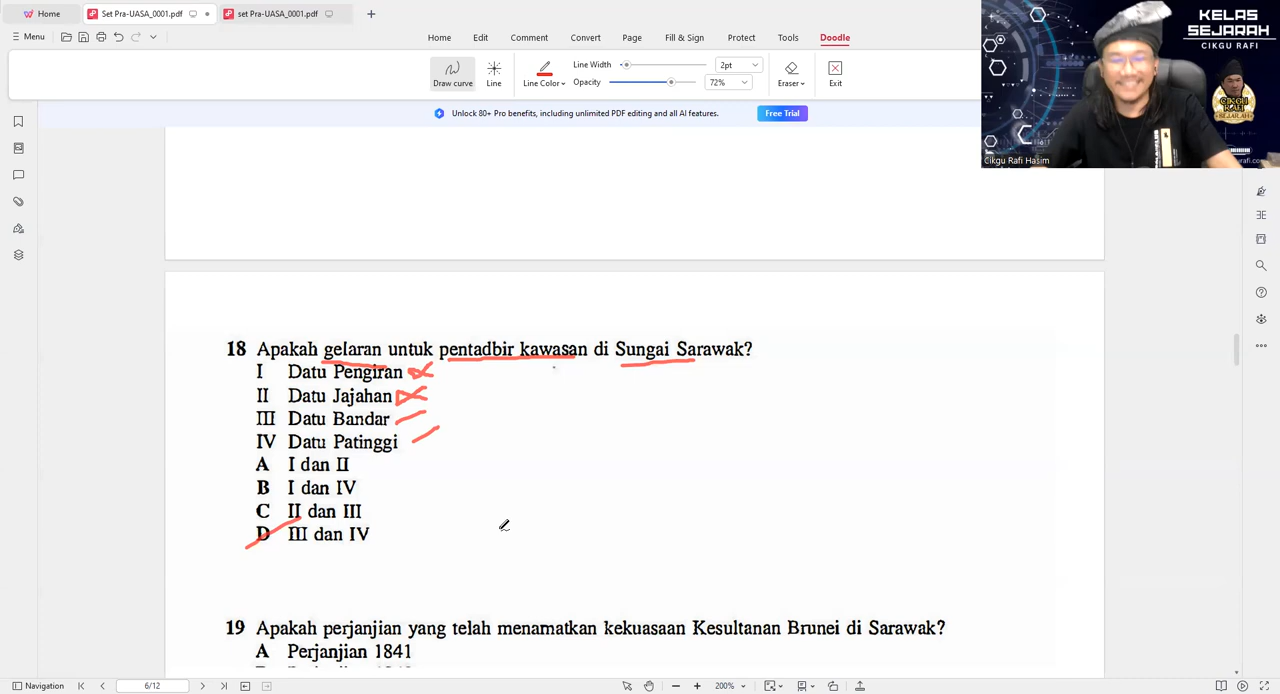 Home
Set Pra-UASA_0001.pdf
set Pra-UASA_0001.pdf
Menu
Home Edit Comment Convert Page Fill & Sign Protect Tools Doodle
Draw curve
Line
Line Color
Line Width 2pt
Opacity 72%
Eraser
Exit
Unlock 80+ Pro benefits, including unlimited PDF editing and all AI features. Free Trial
KELAS
SEJARAH
CIKGU RAFI
CIKGU
RAFI
SEJARAH
Cikgu Rafi Hasim
18 Apakah gelaran untuk pentadbir kawasan di Sungai Sarawak?
I Datu Pengiran
II Datu Jajahan
III Datu Bandar
IV Datu Patinggi
A I dan II
B I dan IV
C II dan III
D III dan IV
19 Apakah perjanjian yang telah menamatkan kekuasaan Kesultanan Brunei di Sarawak?
A Perjanjian 1841
Navigation
6/12
200%